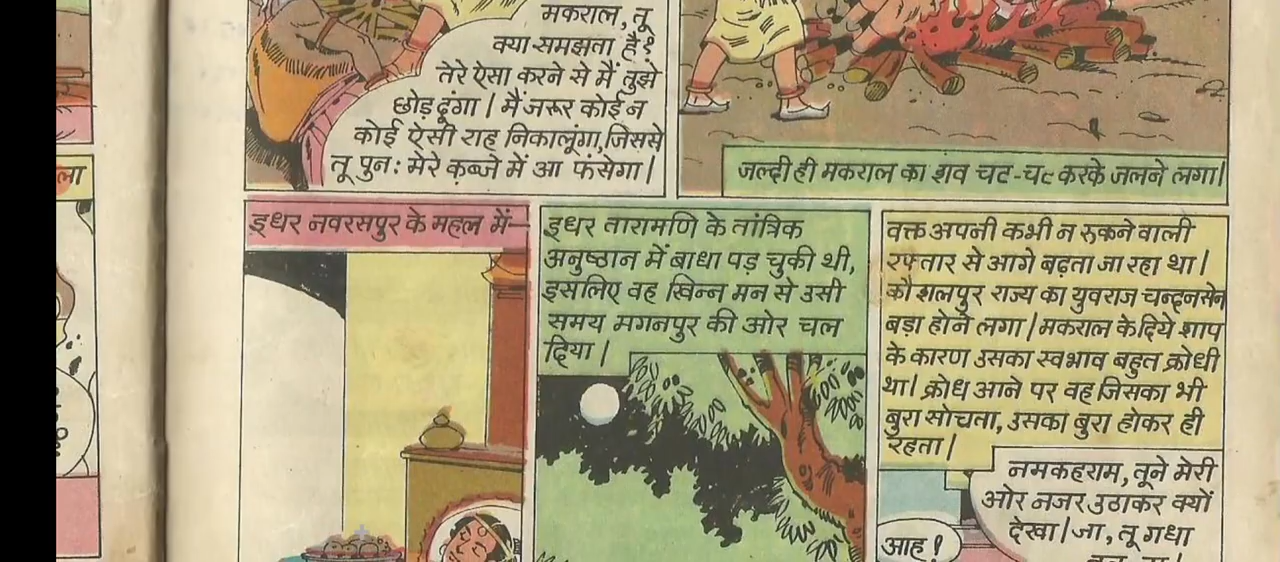 मकराल, तू
क्या समझता है?
तेरे ऐसा करने से मैं तुझे
छोड़ दूंगा। मैं जरूर कोई न
कोई ऐसी राह निकालूंगा, जिससे
तू पुन: मेरे कब्जे में आ फंसेगा।
जल्दी ही मकराल का शव चट-चट करके जलने लगा।
ला
इधर नवरसपुर के महल में—
इधर तारामणि के तांत्रिक
अनुष्ठान में बाधा पड़ चुकी थी,
इसलिए वह खिन्न मन से उसी
समय मगनपुर की ओर चल
दिया।
वक्त अपनी कभी न रुकने वाली
रफ्तार से आगे बढ़ता जा रहा था।
कौशलपुर राज्य का युवराज चन्दनसेन
बड़ा होने लगा। मकराल के दिये शाप
के कारण उसका स्वभाव बहुत क्रोधी
था। क्रोध आने पर वह जिसका भी
बुरा सोचता, उसका बुरा होकर ही
रहता।
नमकहराम, तूने मेरी
ओर नजर उठाकर क्यों
देखा। जा, तू गधा
आह!